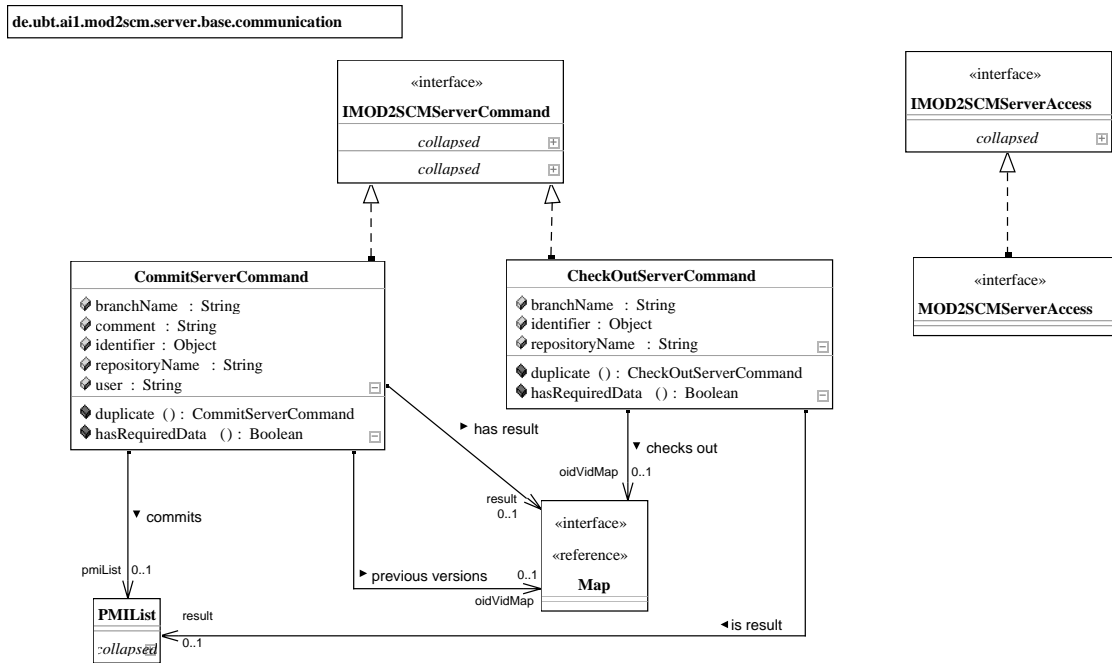 de.ubt.ai1.mod2scm.server.base.communication
«interface»
IMOD2SCMServerCommand
collapsed
collapsed
«interface»
IMOD2SCMServerAccess
collapsed
CommitServerCommand
branchName : String
comment : String
identifier : Object
repositoryName : String
user : String
duplicate () : CommitServerCommand
hasRequiredData () : Boolean
CheckOutServerCommand
branchName : String
identifier : Object
repositoryName : String
duplicate () : CheckOutServerCommand
hasRequiredData () : Boolean
«interface»
MOD2SCMServerAccess
has result
checks out
oidVidMap 0..1
result
0..1
commits
pmiList 0..1
previous versions
0..1
oidVidMap
«interface»
«reference»
Map
PMIList
collapsed
result
0..1
is result